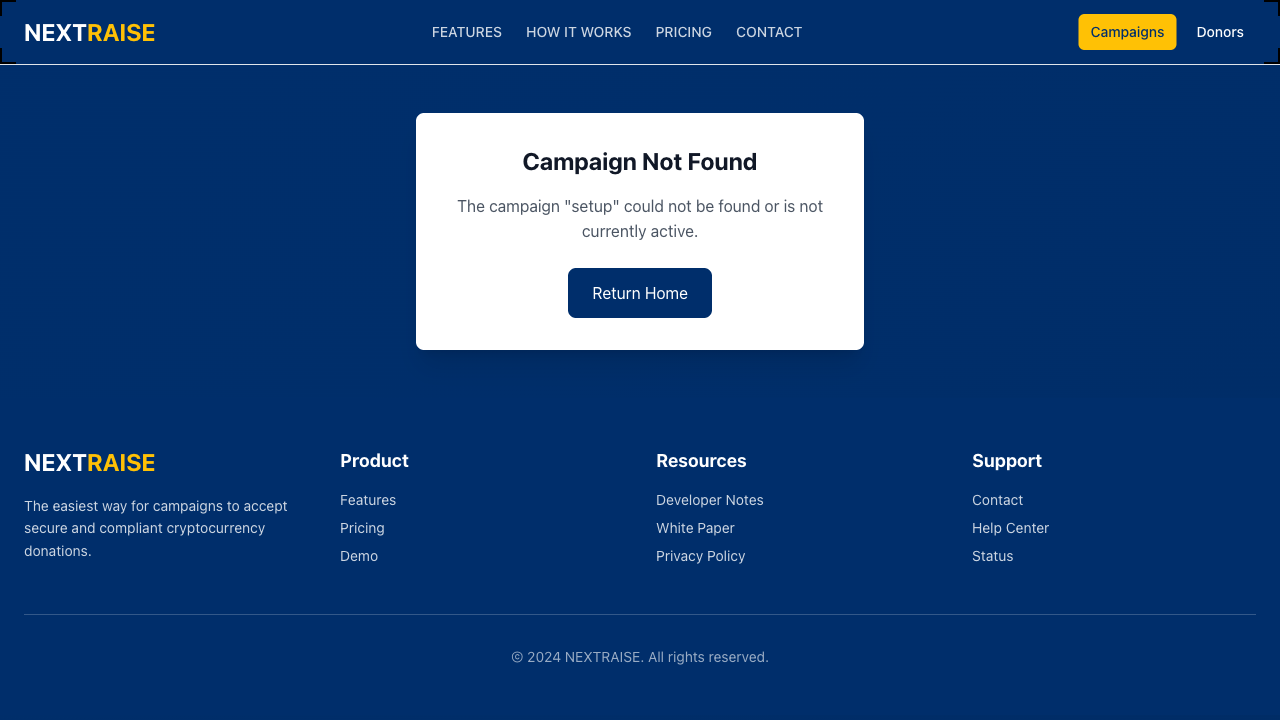 NEXTRAISE
FEATURES
HOW IT WORKS
PRICING
CONTACT
Campaigns
Donors
Campaign Not Found
The campaign "setup" could not be found or is not
currently active.
Return Home
NEXTRAISE
The easiest way for campaigns to accept
secure and compliant cryptocurrency
donations.
Product
Features
Pricing
Demo
Resources
Developer Notes
White Paper
Privacy Policy
Support
Contact
Help Center
Status
© 2024 NEXTRAISE. All rights reserved.